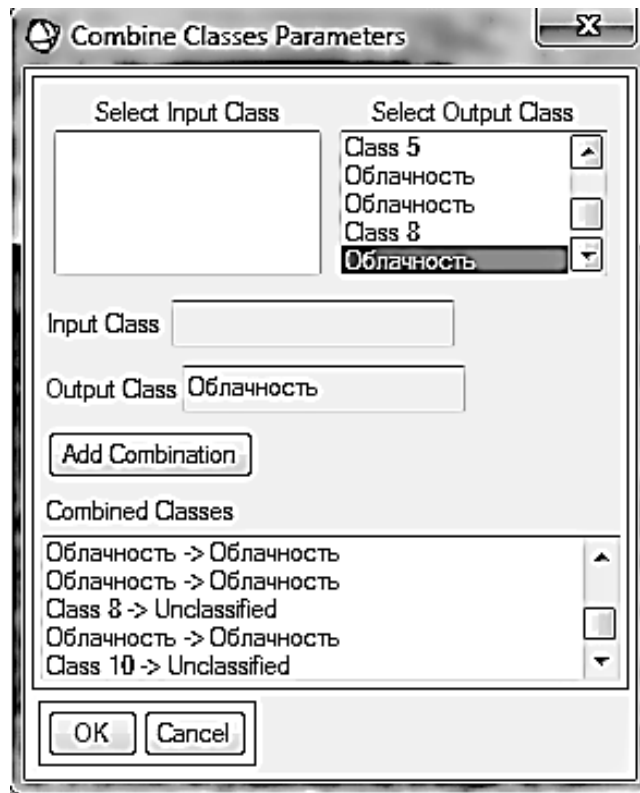 Combine Classes Parameters
Select Input Class
Select Output Class
Class 5
Облачность
Облачность
Class 8
Облачность
Input Class
Output Class Облачность
Add Combination
Combined Classes
Облачность -> Облачность
Облачность -> Облачность
Class 8 -> Unclassified
Облачность -> Облачность
Class 10 -> Unclassified
OK Cancel